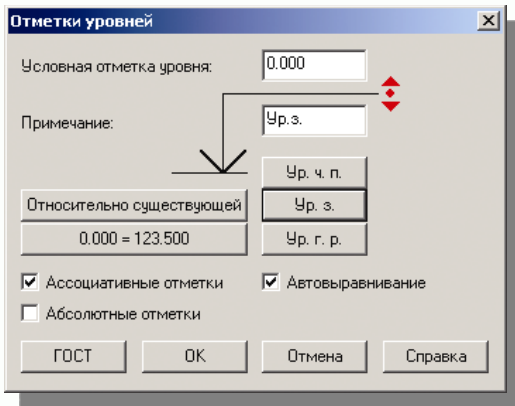 Отметки уровней
Условная отметка уровня: 0.000
Примечание: Ур.з.
Ур. ч. п.
Относительно существующей Ур. з.
0.000 = 123.500 Ур. г. р.
Ассоциативные отметки Автовыравнивание
Абсолютные отметки
ГОСТ OK Отмена Справка